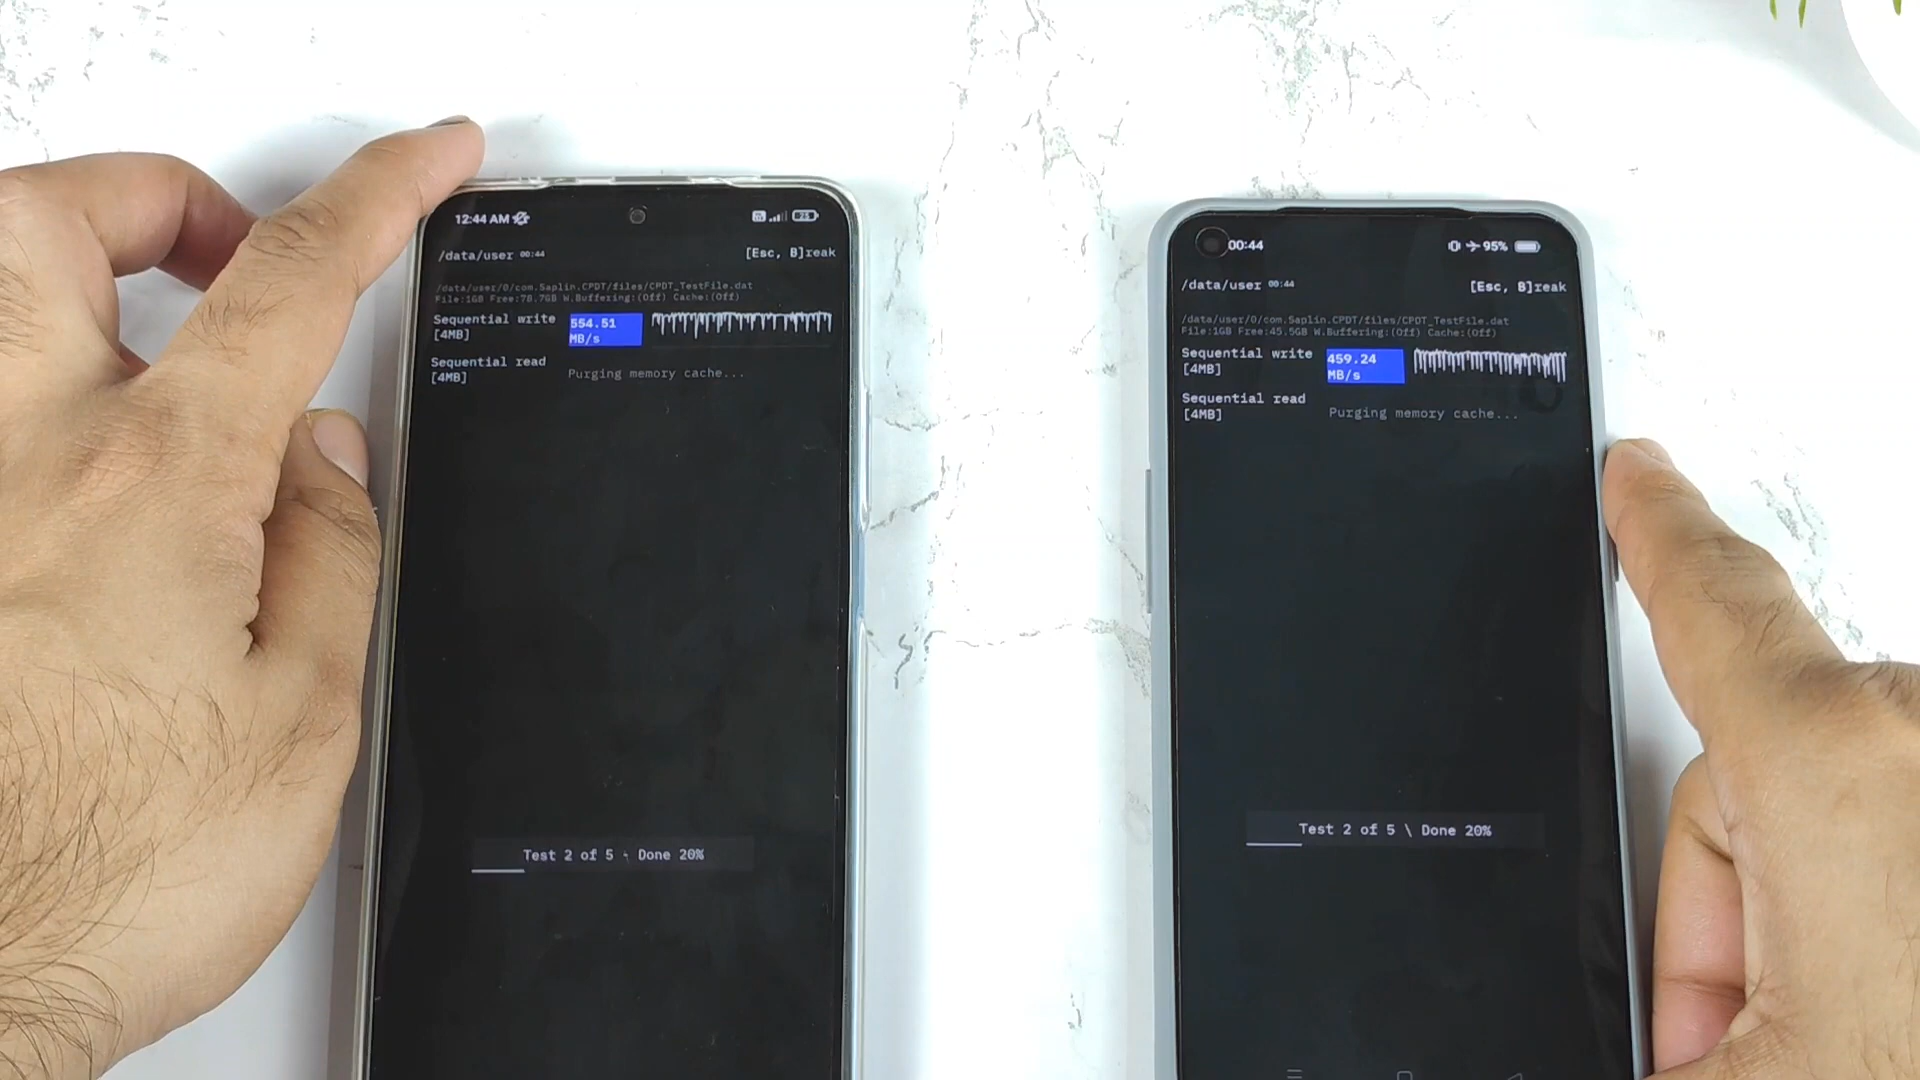 12:44 AM
25
/data/user 00:44
[Esc, B]reak
/data/user/0/com.Saplin.CPDT/files/CPDT_TestFile.dat
File:1GB Free:78.7GB W.Buffering:(Off) Cache:(Off)
Sequential write
[4MB]
554.51
MB/s
Sequential read
[4MB]
Purging memory cache...
Test 2 of 5 - Done 20%
00:44
95%
/data/user 00:44
[Esc, B]reak
/data/user/0/com.Saplin.CPDT/files/CPDT_TestFile.dat
File:1GB Free:45.5GB W.Buffering:(Off) Cache:(Off)
Sequential write
[4MB]
459.24
MB/s
Sequential read
[4MB]
Purging memory cache...
Test 2 of 5 \ Done 20%